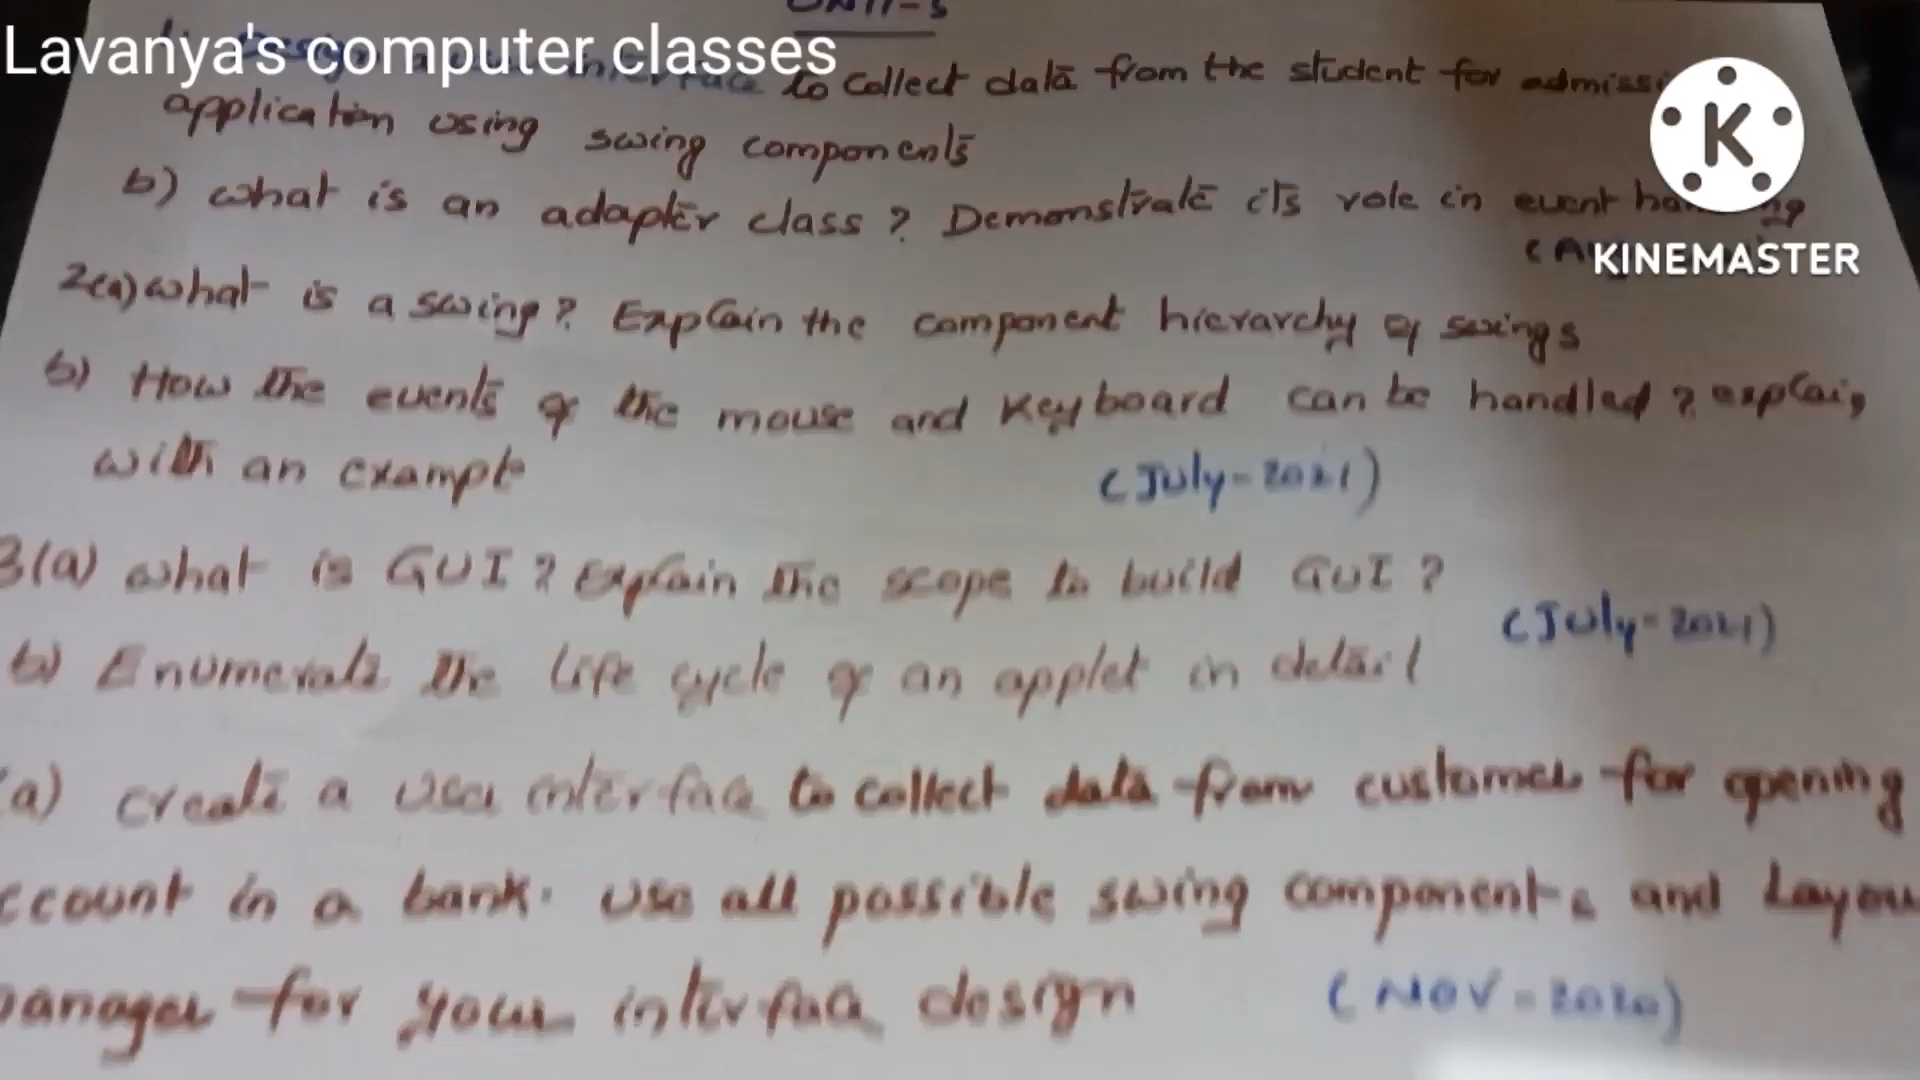 UNIT-5
Lavanya's computer classes
to collect data from the student for
application using swing components
b) what is an adapter class? Demonstrate its role in event
KINEMASTER
2(a) what is a swing? Explain the component hierarchy of swings
b) How the events of the mouse and Keyboard can be handled? explain
with an example
(July-2021)
3(a) what is GUI? Explain the scope to build GUI?
(July-2021)
b) Enumerate the life cycle of an applet in detail
a) create a user interface to collect data from customer for opening
ccount in a bank. use all possible swing components and Layou
anager for your interface design
(NOV-2020)